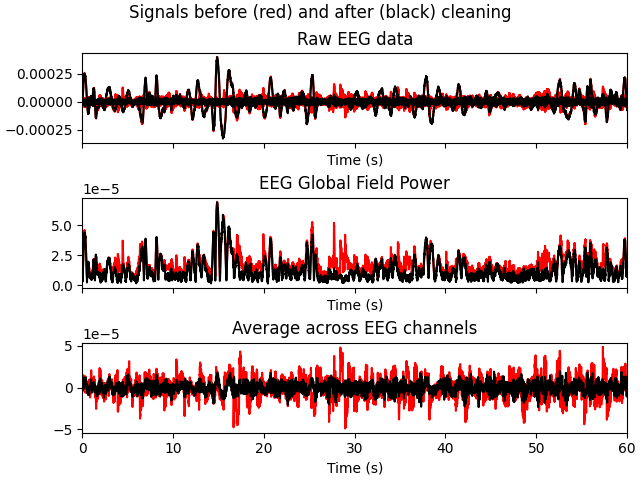 Signals before (red) and after (black) cleaning
Raw EEG data
0.00025
0.00000
−0.00025
Time (s)
EEG Global Field Power
1e−5
5.0
2.5
0.0
Time (s)
Average across EEG channels
1e−5
5
0
−5
0 10 20 30 40 50 60
Time (s)